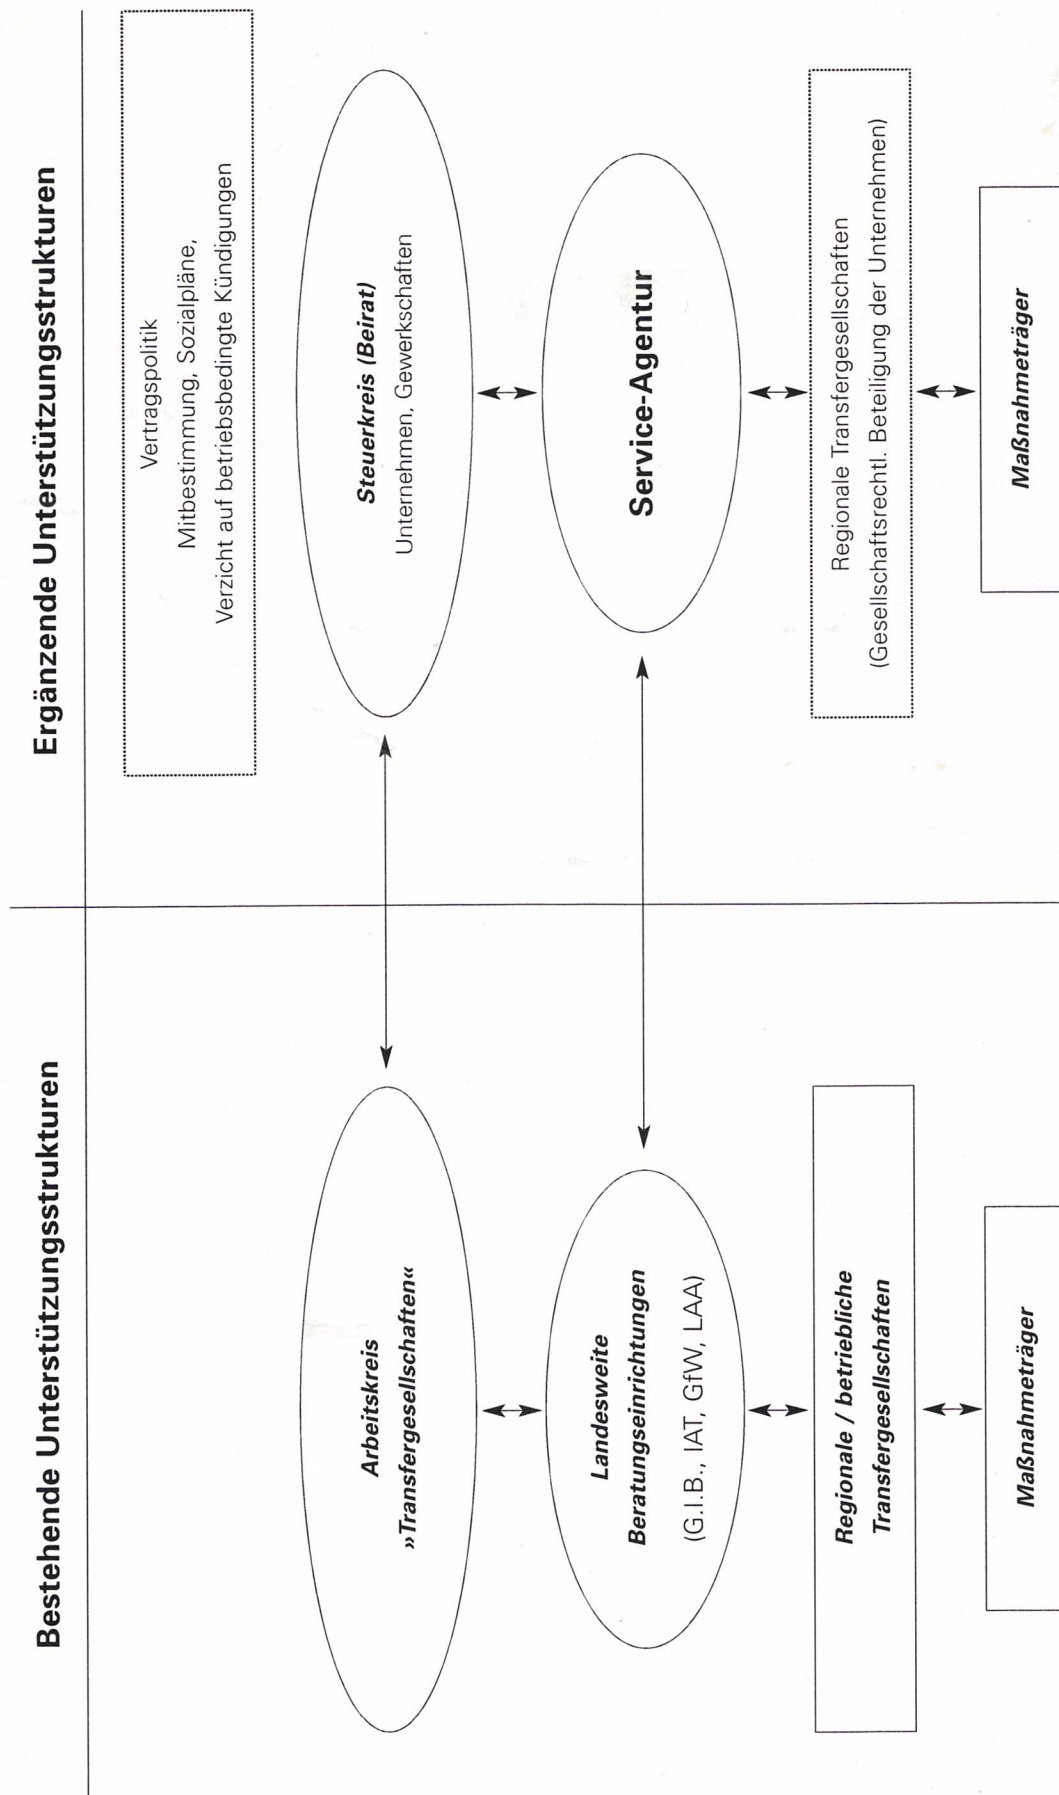 Bestehende Unterstützungsstrukturen
Ergänzende Unterstützungsstrukturen
Vertragspolitik
Mitbestimmung, Sozialpläne,
Verzicht auf betriebsbedingte Kündigungen
Arbeitskreis
»Transfergesellschaften«
Steuerkreis (Beirat)
Unternehmen, Gewerkschaften
Landesweite
Beratungseinrichtungen
(G.I.B., IAT, GfW, LAA)
Service-Agentur
Regionale / betriebliche
Transfergesellschaften
Regionale Transfergesellschaften
(Gesellschaftsrechtl. Beteiligung der Unternehmen)
Maßnahmeträger
Maßnahmeträger